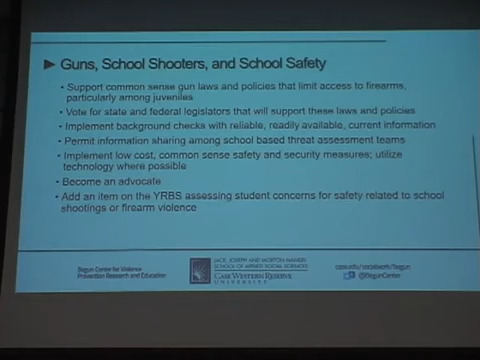 Guns, School Shooters, and School Safety
• Support common sense gun laws and policies that limit access to firearms,
particularly among juveniles
• Vote for state and federal legislators that will support these laws and policies
• Implement background checks with reliable, readily available, current information
• Permit information sharing among school based threat assessment teams
• Implement low cost, common sense safety and security measures; utilize
technology where possible
• Become an advocate
• Add an item on the YRBS assessing student concerns for safety related to school
shootings or firearm violence
Begun Center for Violence
Prevention Research and Education
JACK, JOSEPH AND MORTON MANDEL
SCHOOL OF APPLIED SOCIAL SCIENCES
CASE WESTERN RESERVE
UNIVERSITY
case.edu/socialwork/begun
@BegunCenter